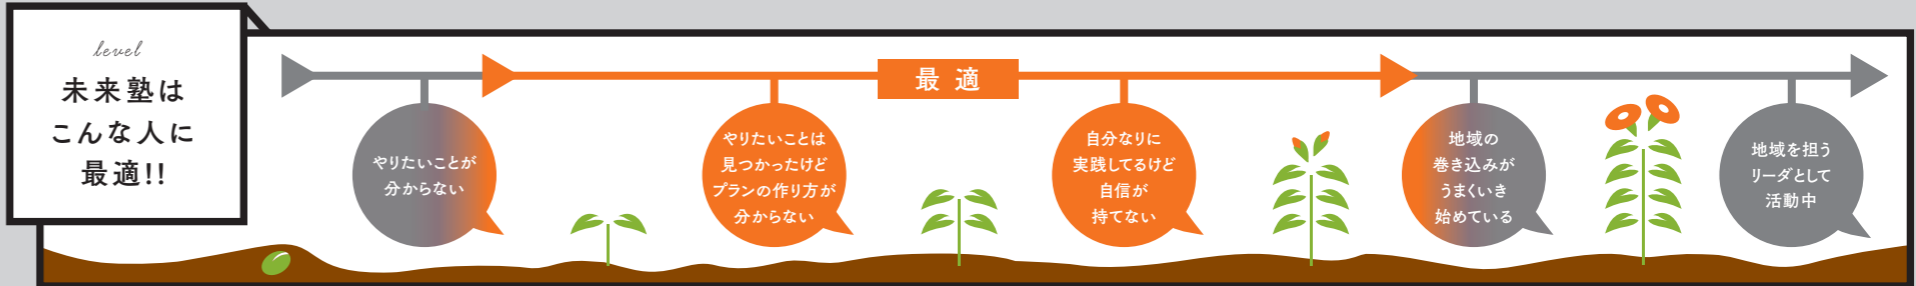 level
未来塾は
こんな人に
最適!!
最適
やりたいことが
分からない
やりたいことは
見つかったけど
プランの作り方が
分からない
自分なりに
実践してるけど
自信が
持てない
地域の
巻き込みが
うまくいき
始めている
地域を担う
リーダとして
活動中